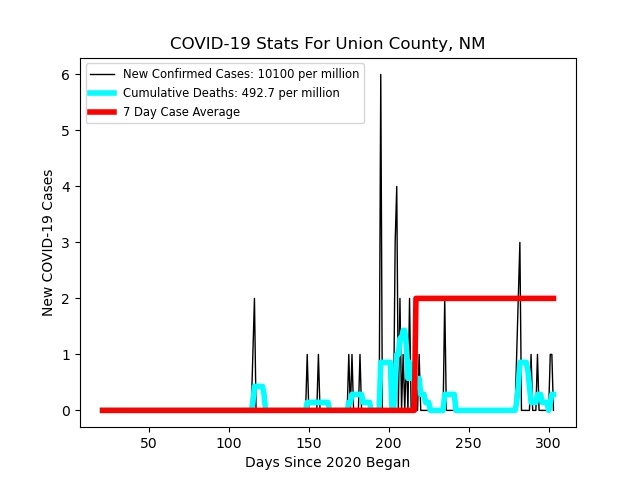 COVID-19 Stats For Union County, NM
New Confirmed Cases: 10100 per million
Cumulative Deaths: 492.7 per million
7 Day Case Average
New COVID-19 Cases
6
5
4
3
2
1
0
50 100 150 200 250 300
Days Since 2020 Began